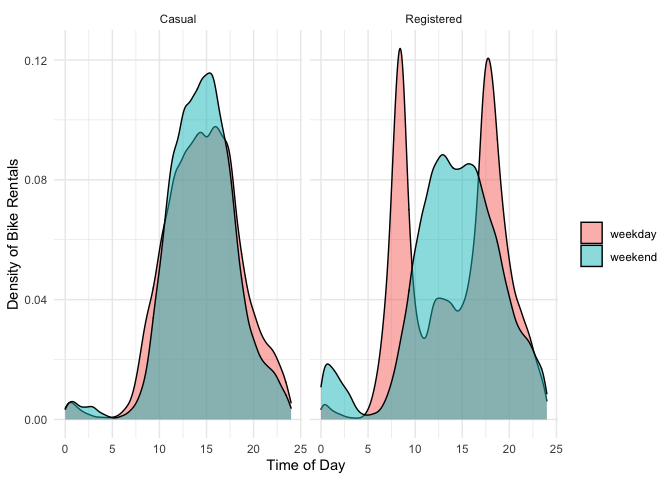 Casual
Registered
0.12
0.08
0.04
0.00
Density of Bike Rentals
0 5 10 15 20 25
0 5 10 15 20 25
Time of Day
weekday
weekend